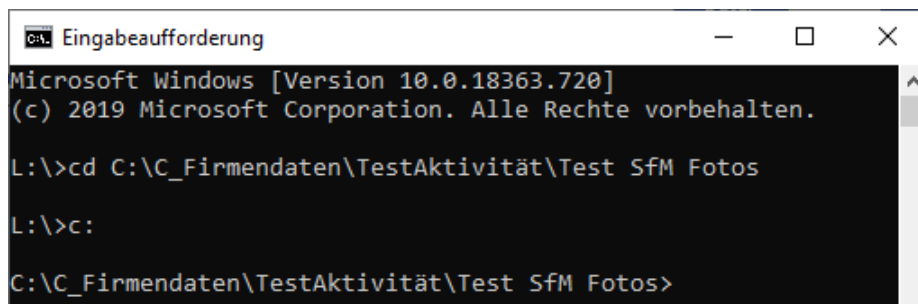 Eingabeaufforderung
Microsoft Windows [Version 10.0.18363.720]
(c) 2019 Microsoft Corporation. Alle Rechte vorbehalten.
L:\>cd C:\C_Firmendaten\TestAktivität\Test SfM Fotos
L:\>c:
C:\C_Firmendaten\TestAktivität\Test SfM Fotos>